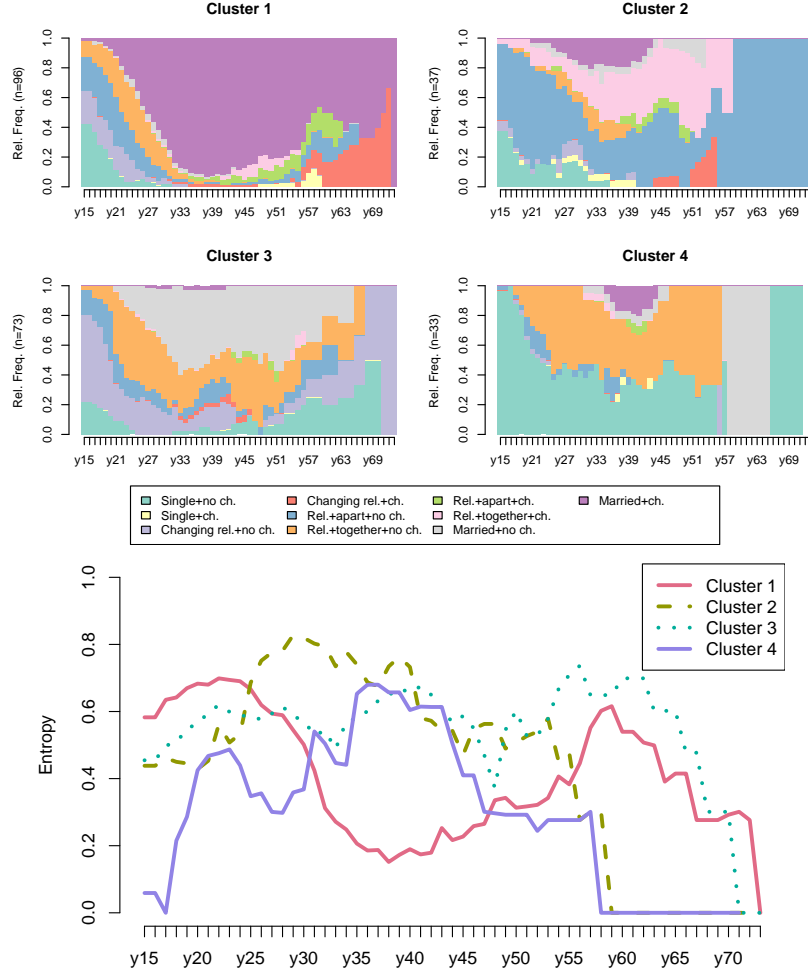 Cluster 1
Rel. Freq. (n=96)
1.0
0.8
0.6
0.4
0.2
0.0
y15 y21 y27 y33 y39 y45 y51 y57 y63 y69
Cluster 2
Rel. Freq. (n=37)
1.0
0.8
0.6
0.4
0.2
0.0
y15 y21 y27 y33 y39 y45 y51 y57 y63 y69
Cluster 3
Rel. Freq. (n=73)
1.0
0.8
0.6
0.4
0.2
0.0
y15 y21 y27 y33 y39 y45 y51 y57 y63 y69
Cluster 4
Rel. Freq. (n=33)
1.0
0.8
0.6
0.4
0.2
0.0
y15 y21 y27 y33 y39 y45 y51 y57 y63 y69
Single+no ch. Changing rel.+ch. Rel.+apart+ch. Married+ch.
Single+ch. Rel.+apart+no ch. Rel.+together+ch.
Changing rel.+no ch. Rel.+together+no ch. Married+no ch.
Entropy
1.0
0.8
0.6
0.4
0.2
0.0
Cluster 1
Cluster 2
Cluster 3
Cluster 4
y15 y20 y25 y30 y35 y40 y45 y50 y55 y60 y65 y70